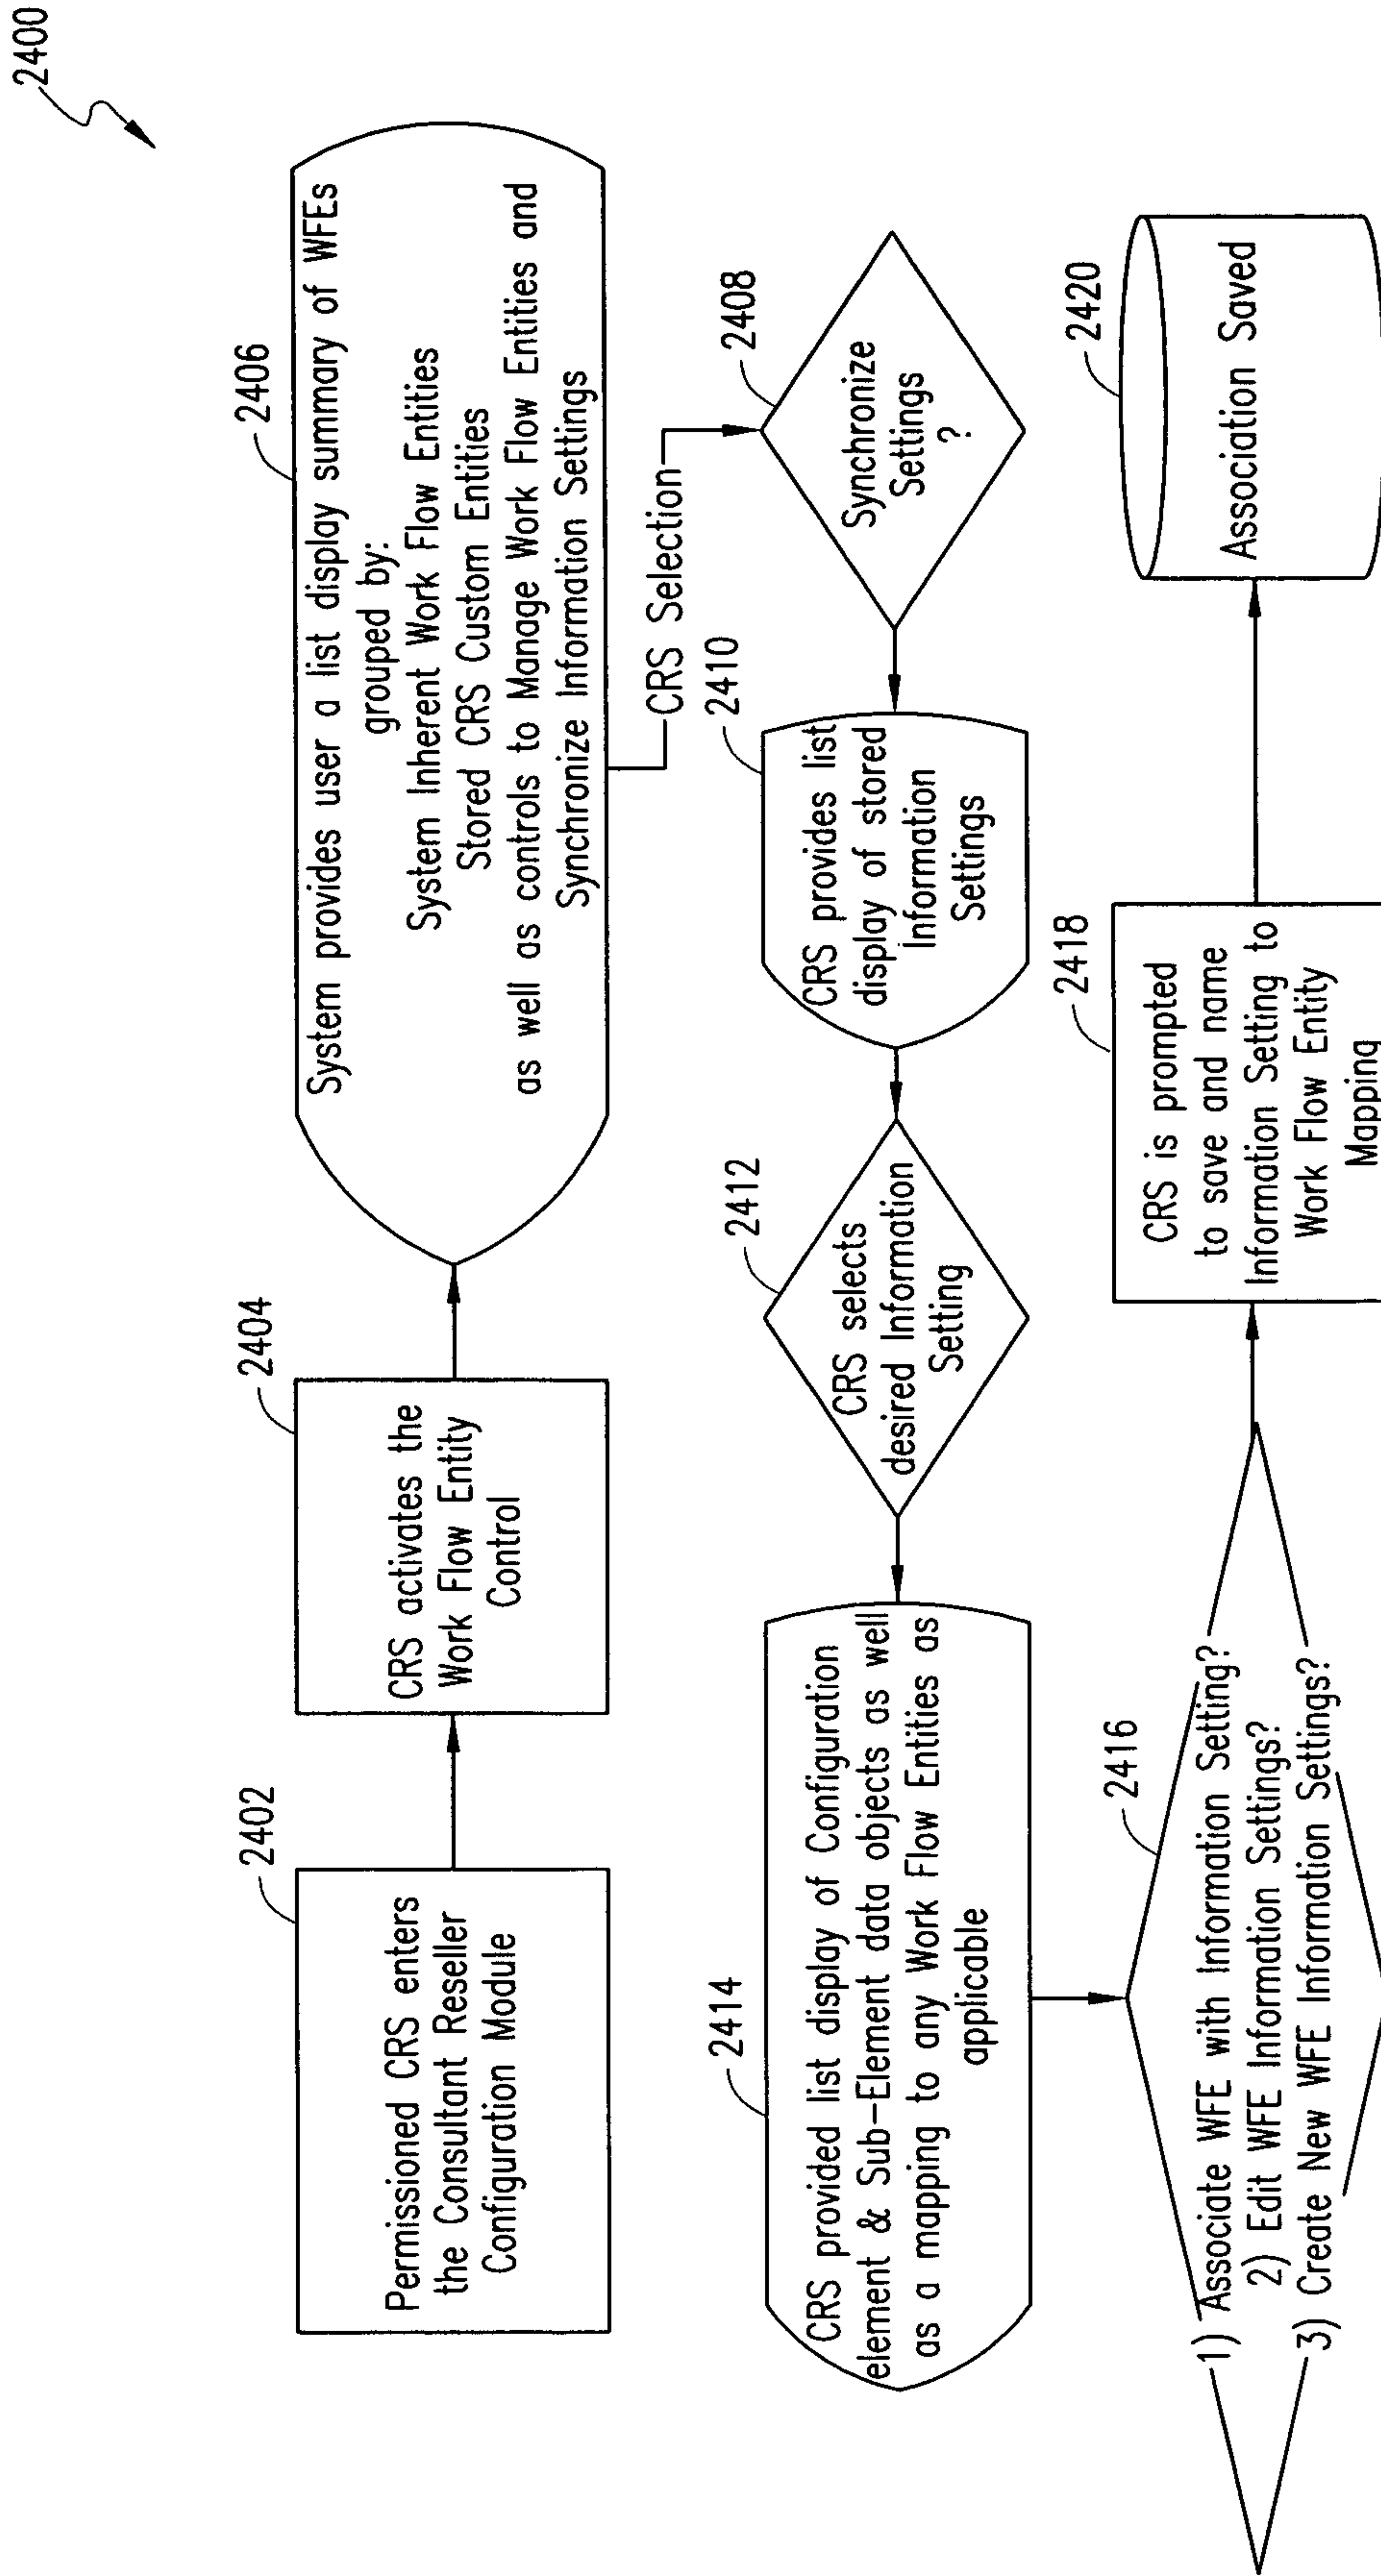 2400
2402
Permissioned CRS enters
the Consultant Reseller
Configuration Module
2404
CRS activates the
Work Flow Entity
Control
2406
System provides user a list display summary of WFEs
grouped by:
System Inherent Work Flow Entities
Stored CRS Custom Entities
as well as controls to Manage Work Flow Entities and
Synchronize Information Settings
CRS Selection
2408
Synchronize
Settings
?
2410
CRS provides list
display of stored
Information
Settings
2412
CRS selects
desired Information
Setting
2414
CRS provided list display of Configuration
element & Sub-Element data objects as well
as a mapping to any Work Flow Entities as
applicable
2416
1) Associate WFE with Information Setting?
2) Edit WFE Information Settings?
3) Create New WFE Information Settings?
2418
CRS is prompted
to save and name
Information Setting to
Work Flow Entity
Mapping
2420
Association Saved